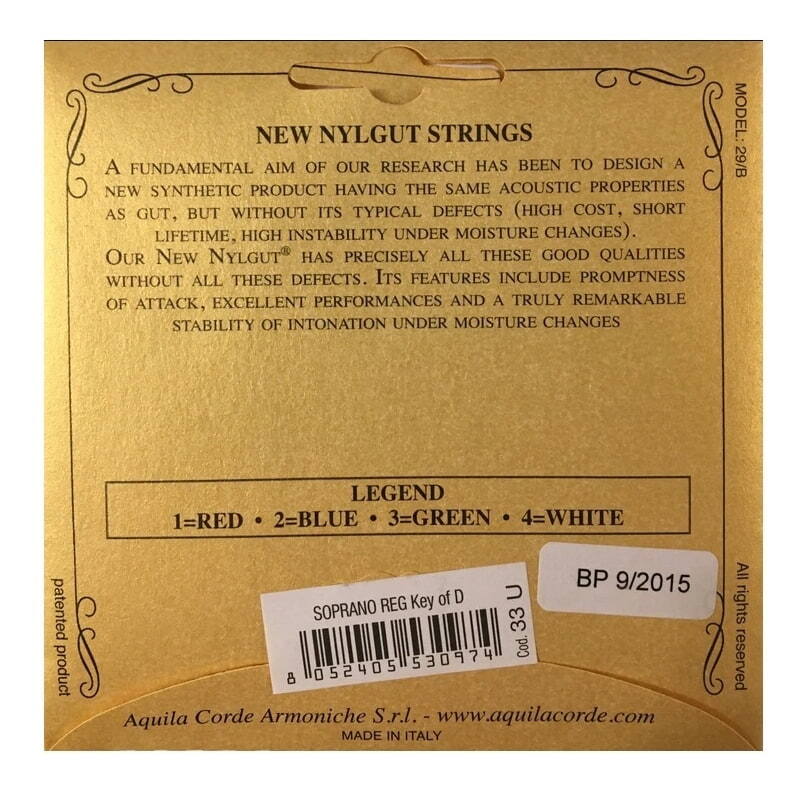 NEW NYLGUT STRINGS
A FUNDAMENTAL AIM OF OUR RESEARCH HAS BEEN TO DESIGN A
NEW SYNTHETIC PRODUCT HAVING THE SAME ACOUSTIC PROPERTIES
AS GUT, BUT WITHOUT ITS TYPICAL DEFECTS (HIGH COST, SHORT
LIFETIME, HIGH INSTABILITY UNDER MOISTURE CHANGES).
OUR NEW NYLGUT® HAS PRECISELY ALL THESE GOOD QUALITIES
WITHOUT ALL THESE DEFECTS. ITS FEATURES INCLUDE PROMPTNESS
OF ATTACK, EXCELLENT PERFORMANCES AND A TRULY REMARKABLE
STABILITY OF INTONATION UNDER MOISTURE CHANGES
MODEL: 29/B
LEGEND
1=RED • 2=BLUE • 3=GREEN • 4=WHITE
BP 9/2015
SOPRANO REG Key of D
8 052405 530974
Cod. 33 U
patented product
All rights reserved
Aquila Corde Armoniche S.r.l. - www.aquilacorde.com
MADE IN ITALY